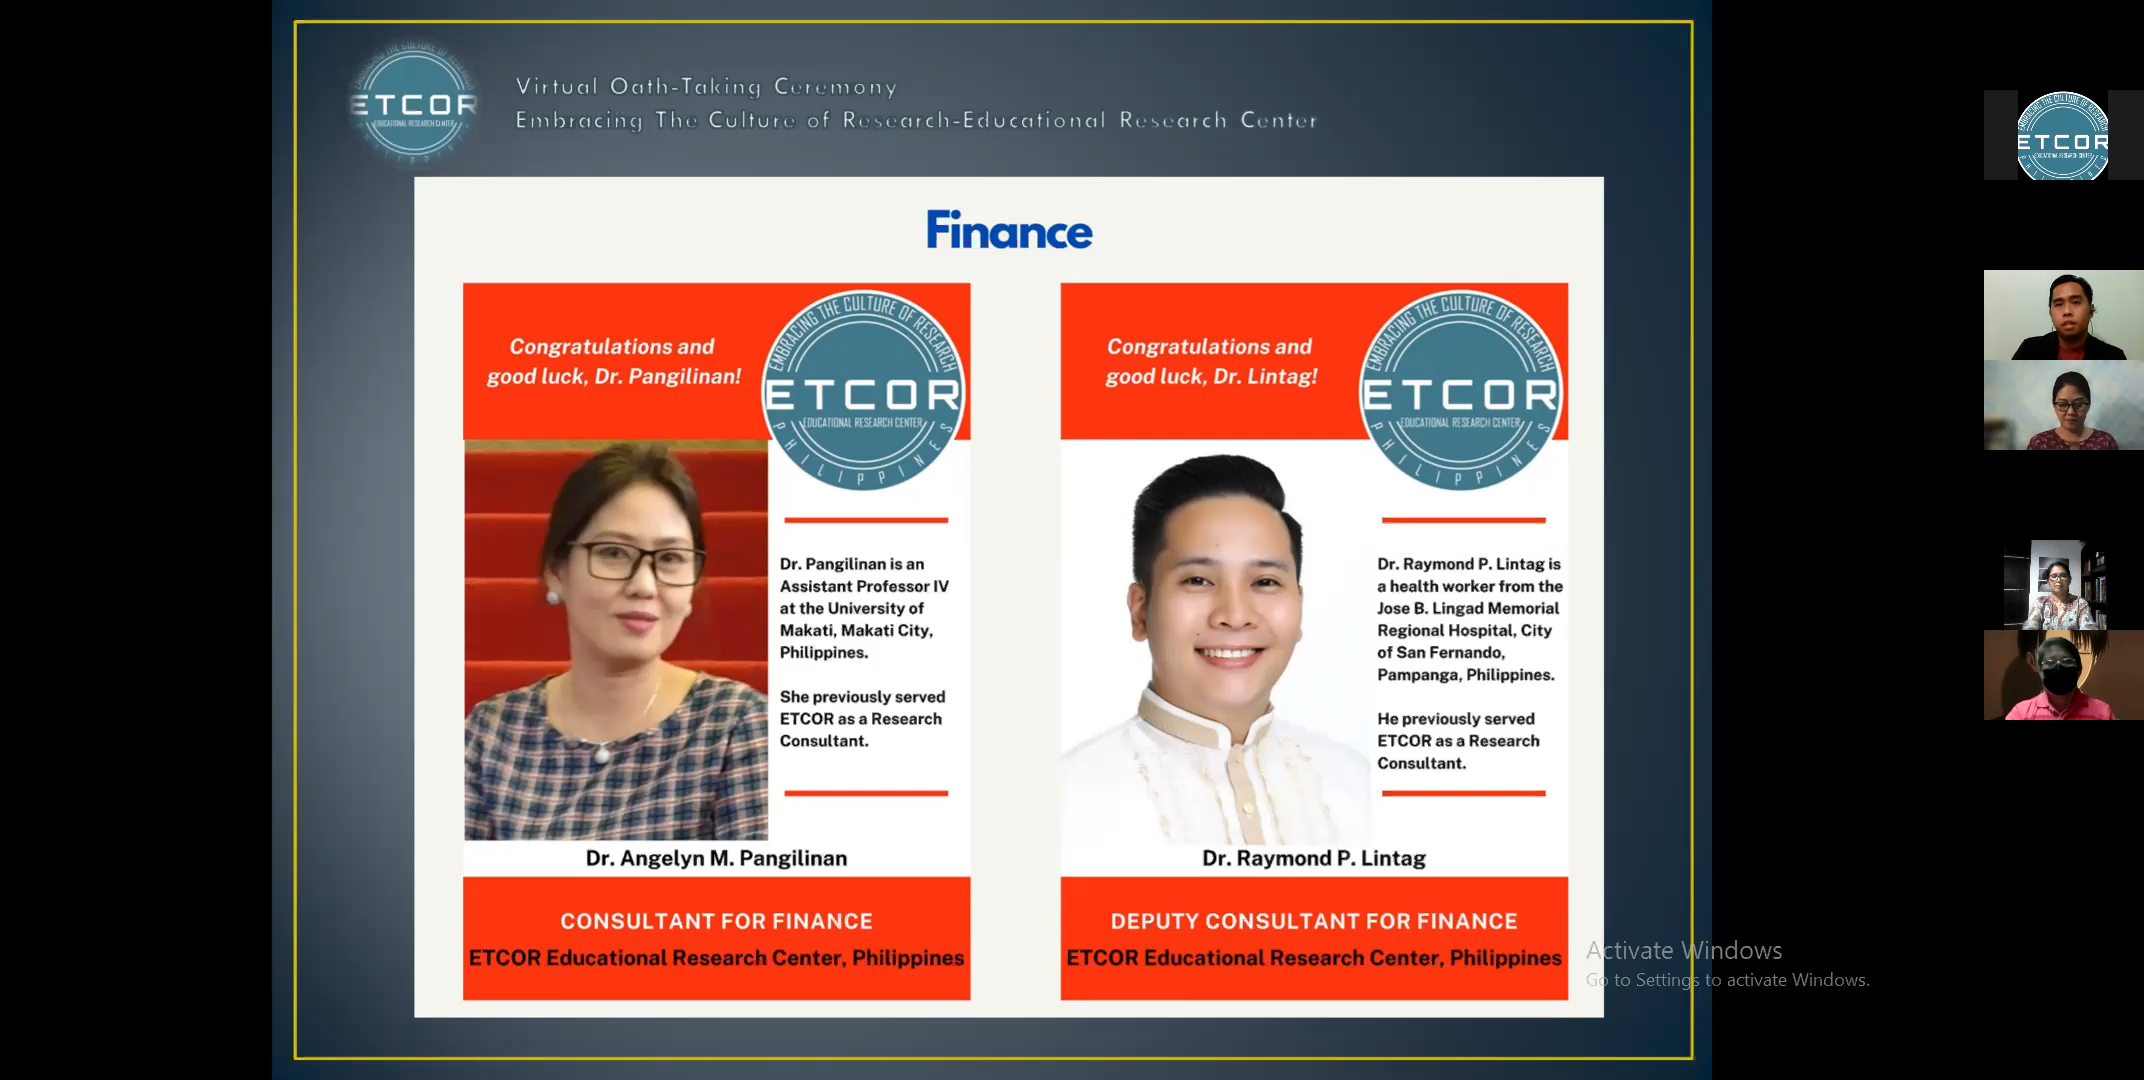 ETCOR
EDUCATIONAL RESEARCH CENTER
Virtual Oath-Taking Ceremony
Embracing The Culture of Research-Educational Research Center
Finance
Congratulations and
good luck, Dr. Pangilinan!
EMBRACING THE CULTURE OF RESEARCH
ETCOR
EDUCATIONAL RESEARCH CENTER
PHILIPPINES
Dr. Pangilinan is an
Assistant Professor IV
at the University of
Makati, Makati City,
Philippines.
She previously served
ETCOR as a Research
Consultant.
Dr. Angelyn M. Pangilinan
CONSULTANT FOR FINANCE
ETCOR Educational Research Center, Philippines
Congratulations and
good luck, Dr. Lintag!
EMBRACING THE CULTURE OF RESEARCH
ETCOR
EDUCATIONAL RESEARCH CENTER
PHILIPPINES
Dr. Raymond P. Lintag is
a health worker from the
Jose B. Lingad Memorial
Regional Hospital, City
of San Fernando,
Pampanga, Philippines.
He previously served
ETCOR as a Research
Consultant.
Dr. Raymond P. Lintag
DEPUTY CONSULTANT FOR FINANCE
ETCOR Educational Research Center, Philippines
ETCOR
EDUCATIONAL RESEARCH CENTER
Activate Windows
Go to Settings to activate Windows.